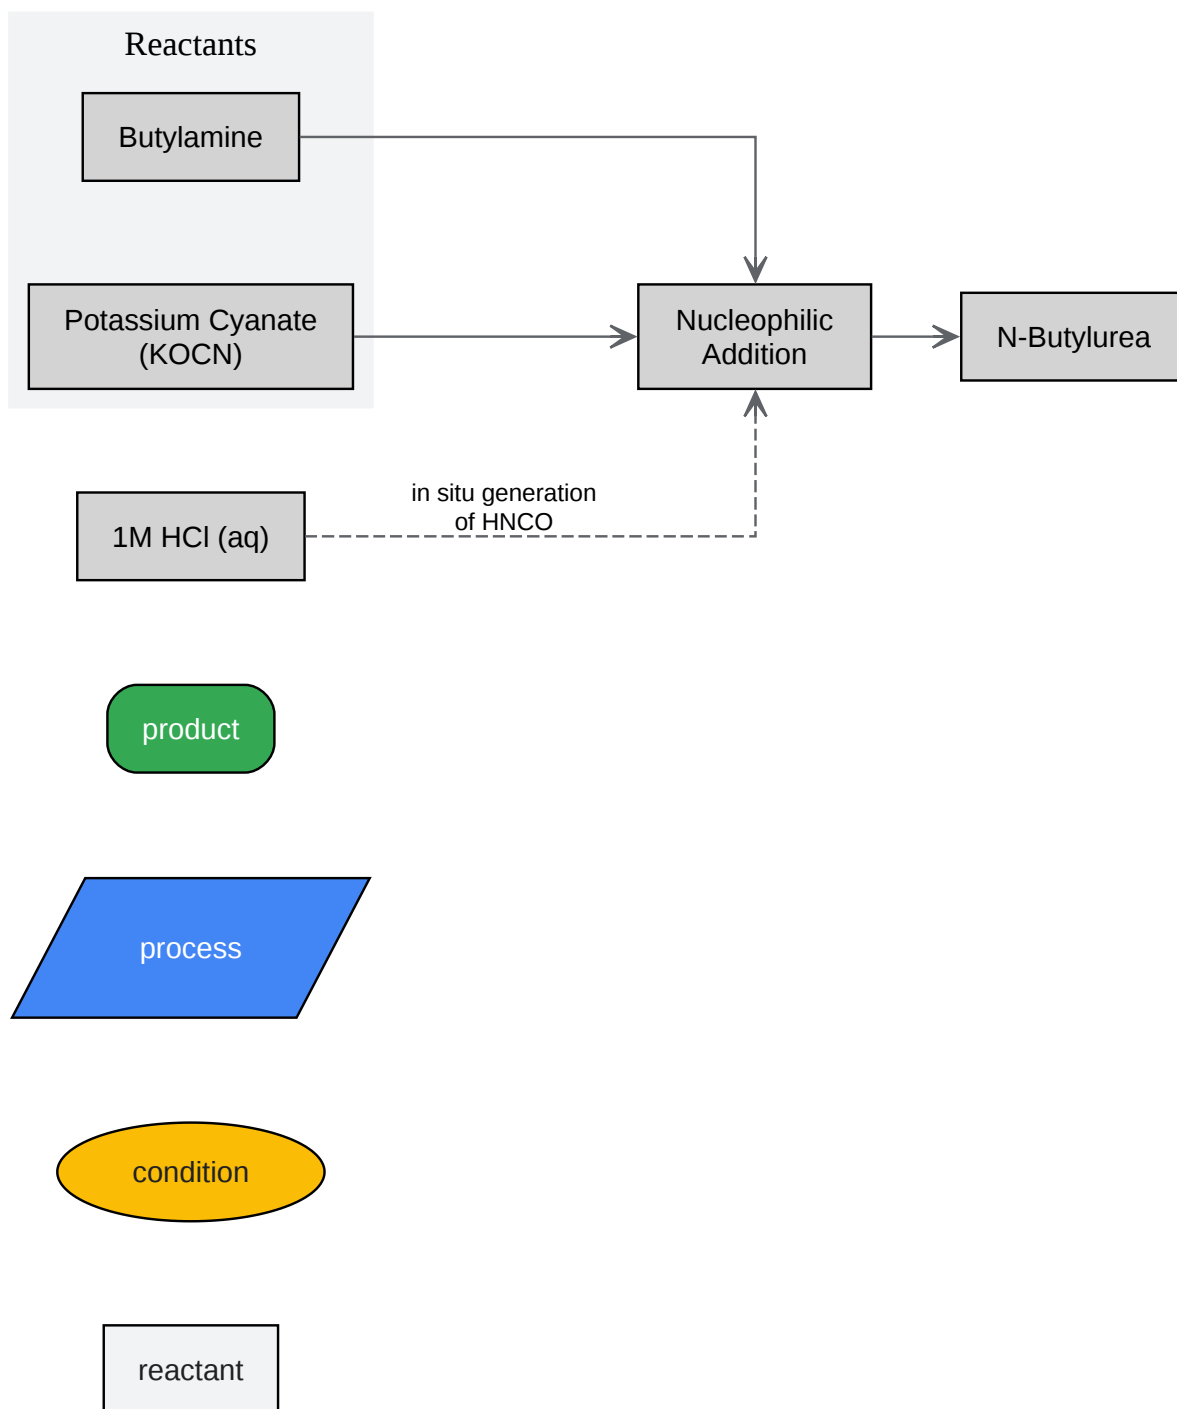 Reactants
Butylamine
Potassium Cyanate
(KOCN)
Nucleophilic
Addition
N-Butylurea
in situ generation
of HNCO
1M HCl (aq)
product
process
condition
reactant